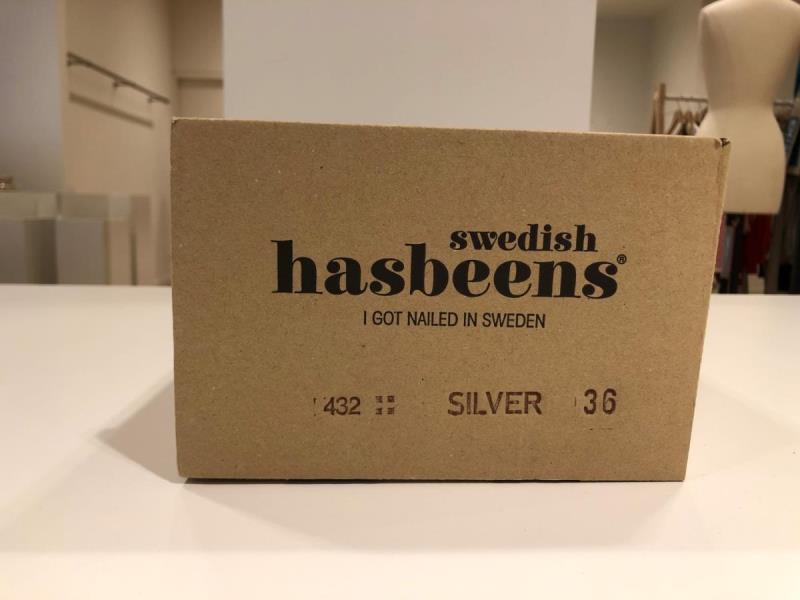 swedish
hasbeens®
I GOT NAILED IN SWEDEN
432 SILVER 36